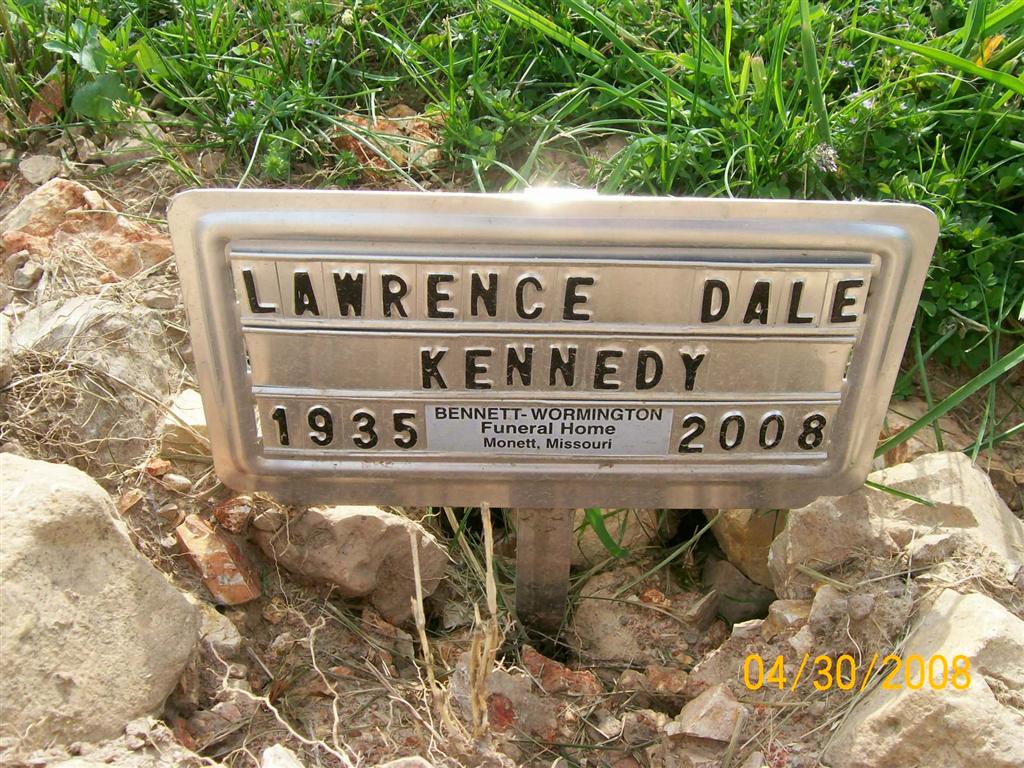 LAWRENCE DALE
KENNEDY
1935 BENNETT-WORMINGTON 2008
Funeral Home
Monett, Missouri
04/30/2008